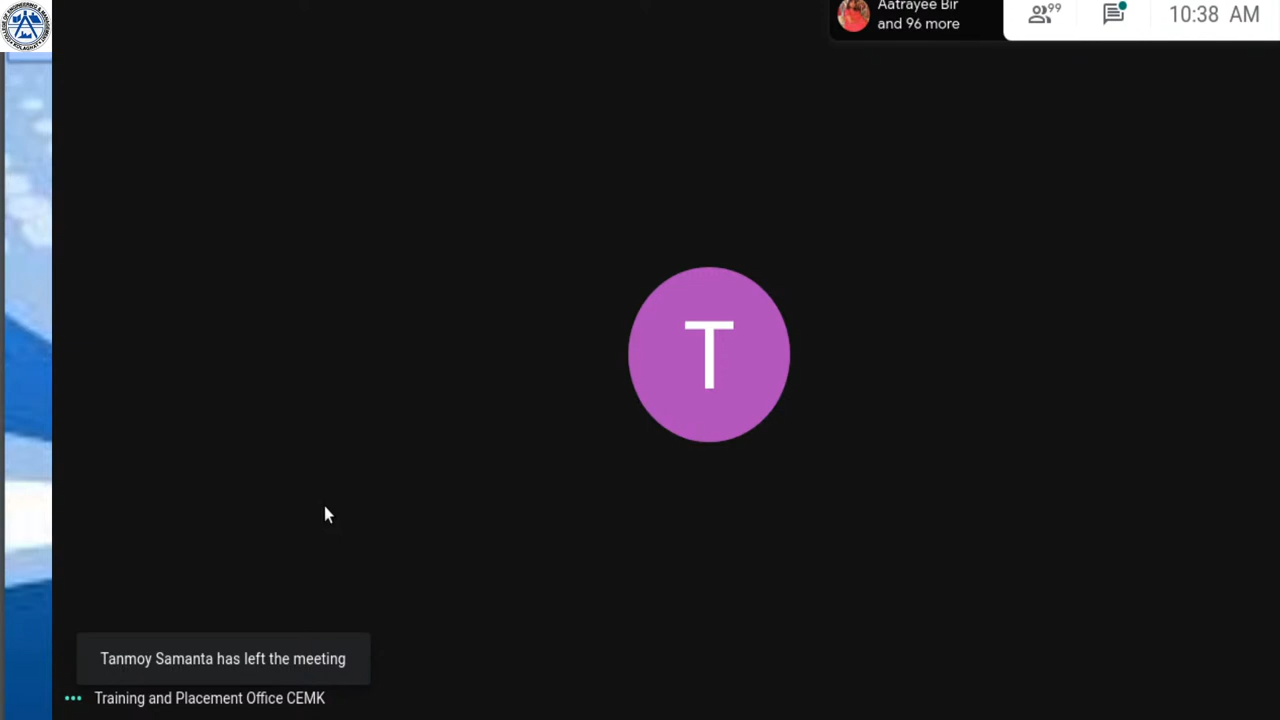 Aatrayee Bir
and 96 more
99
10:38 AM
T
Tanmoy Samanta has left the meeting
Training and Placement Office CEMK